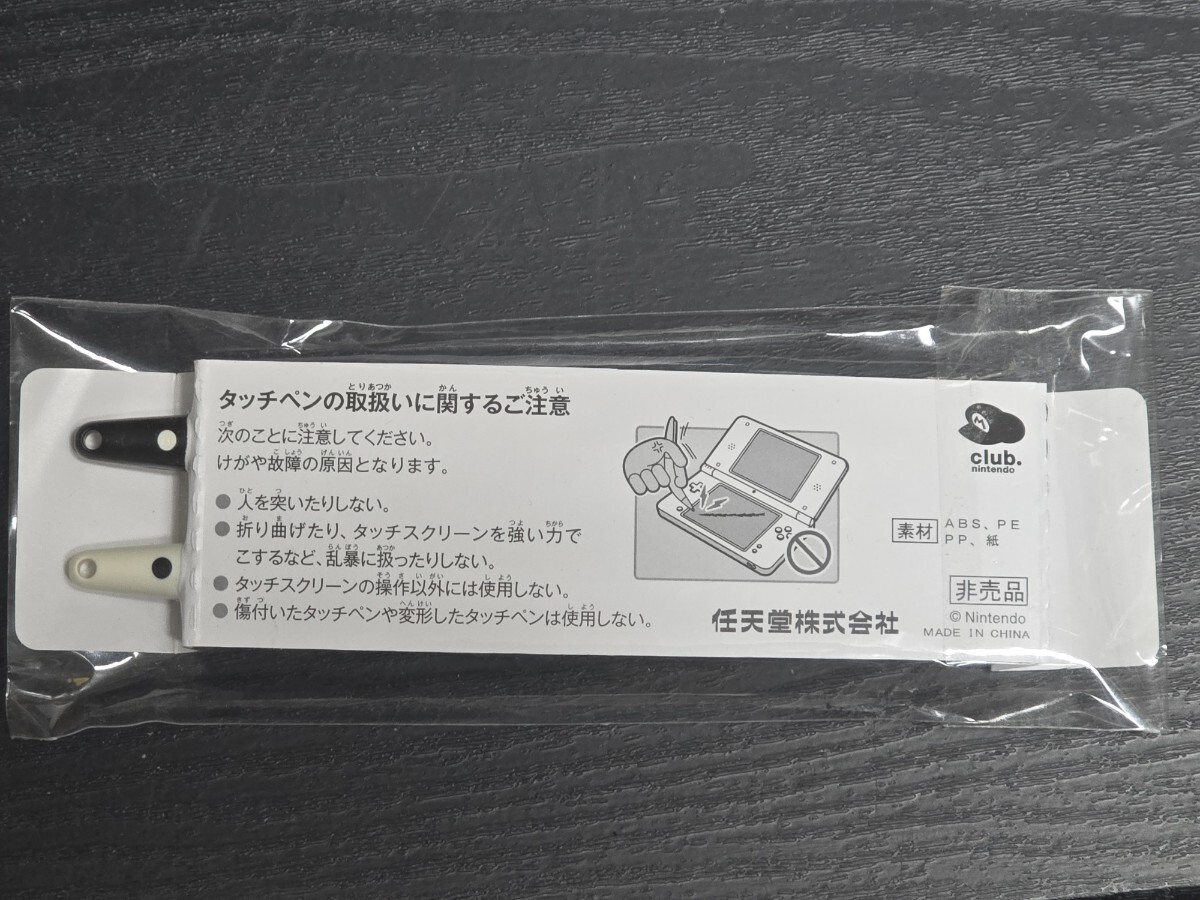 タッチペンの取扱いに関するご注意
次のことに注意してください。
けがや故障の原因となります。
● 人を突いたりしない。
● 折り曲げたり、タッチスクリーンを強い力で
こするなど、乱暴に扱ったりしない。
● タッチスクリーンの操作以外には使用しない。
● 傷付いたタッチペンや変形したタッチペンは使用しない。
任天堂株式会社
club.
nintendo
素材 ABS、PE
PP、紙
非売品
© Nintendo
MADE IN CHINA